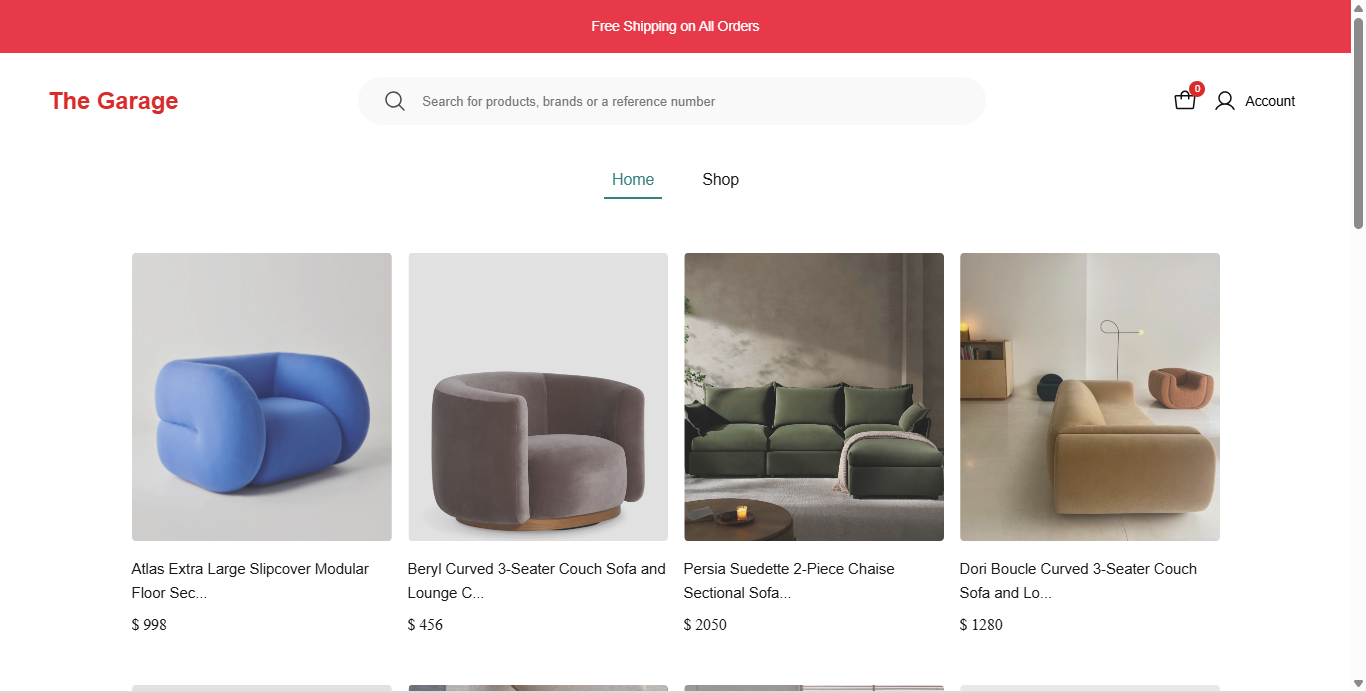 Free Shipping on All Orders
The Garage
Search for products, brands or a reference number
0
Account
Home
Shop
Atlas Extra Large Slipcover Modular
Floor Sec...
$ 998
Beryl Curved 3-Seater Couch Sofa and
Lounge C...
$ 456
Persia Suedette 2-Piece Chaise
Sectional Sofa...
$ 2050
Dori Boucle Curved 3-Seater Couch
Sofa and Lo...
$ 1280